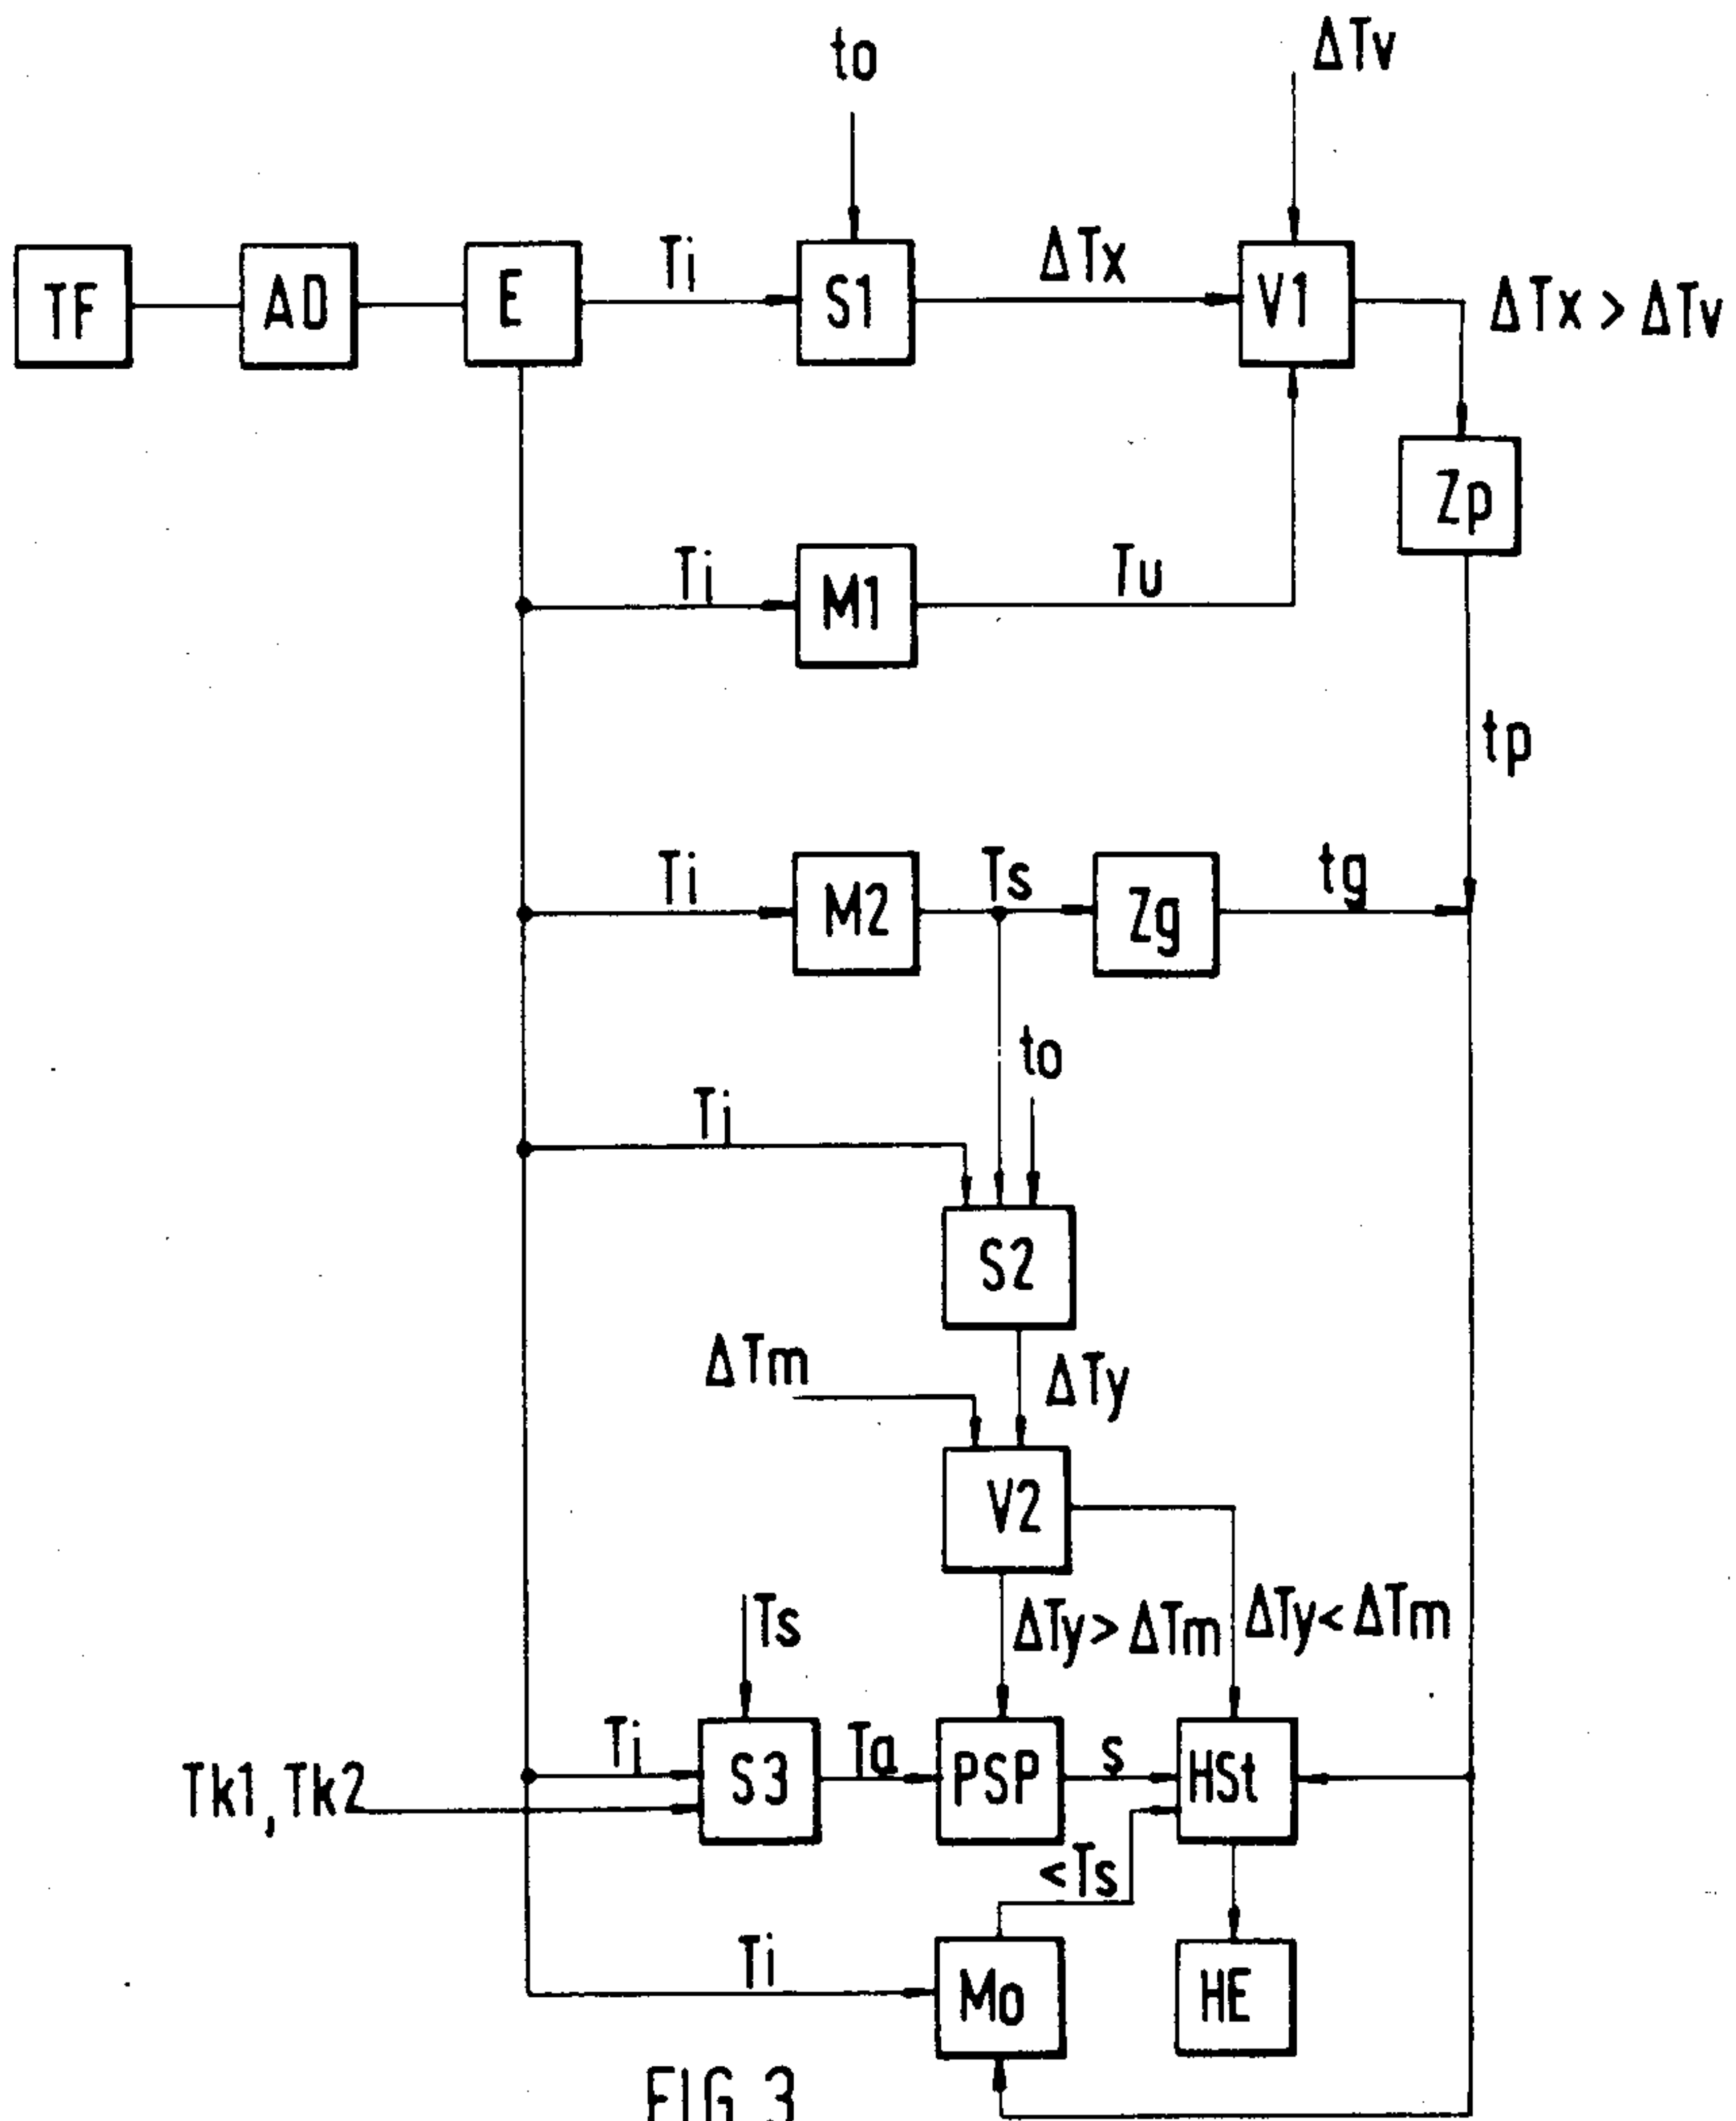 to
ΔTv
TF
AD
E
Ti
S1
ΔTx
V1
ΔTx > ΔTv
Zp
Ti
M1
Tu
tp
Ti
M2
Ts
Zg
tg
to
Ti
S2
ΔTm
ΔTy
V2
Ts
ΔTy > ΔTm
ΔTy < ΔTm
Tk1, Tk2
Ti
S3
Ta
PSP
s
HSt
<Ts
Ti
Mo
HE
FIG. 3